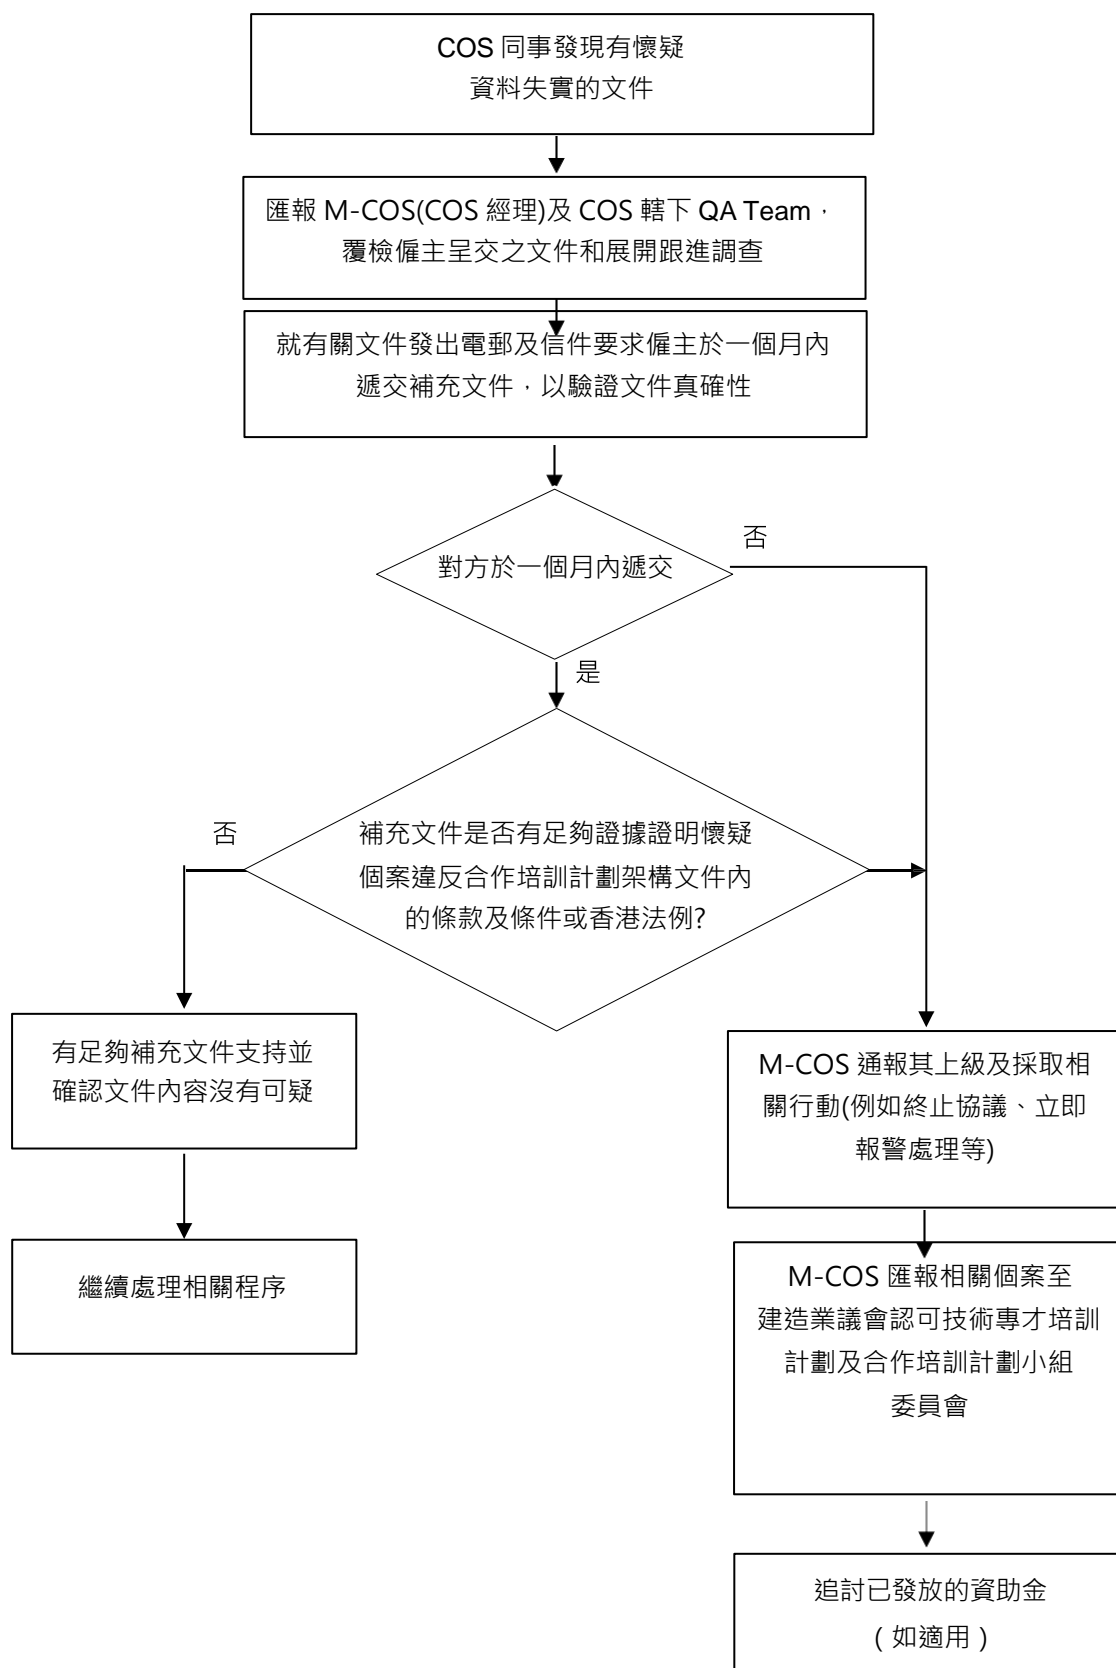 COS 同事發現有懷疑
資料失實的文件
匯報 M-COS(COS 經理)及 COS 轄下 QA Team，
覆檢僱主呈交之文件和展開跟進調查
就有關文件發出電郵及信件要求僱主於一個月內
遞交補充文件，以驗證文件真確性
否
對方於一個月內遞交
是
否
補充文件是否有足夠證據證明懷疑
個案違反合作培訓計劃架構文件內
的條款及條件或香港法例?
有足夠補充文件支持並
確認文件內容沒有可疑
繼續處理相關程序
M-COS 通報其上級及採取相
關行動(例如終止協議、立即
報警處理等)
M-COS 匯報相關個案至
建造業議會認可技術專才培訓
計劃及合作培訓計劃小組
委員會
追討已發放的資助金
（如適用）